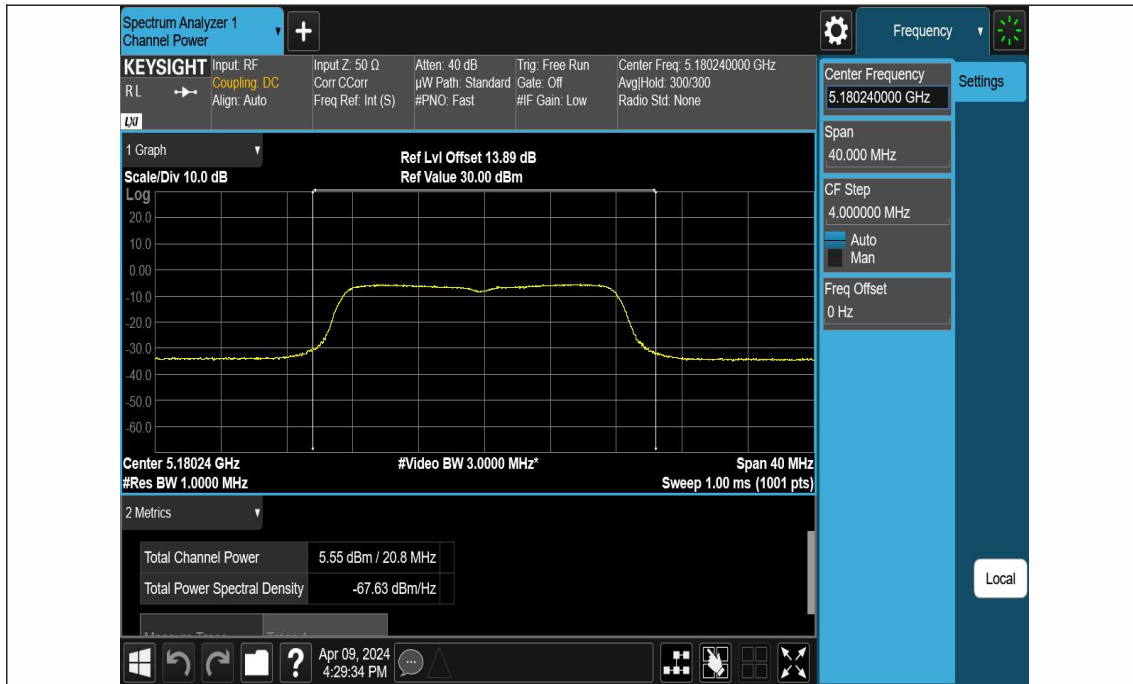 Spectrum Analyzer 1
Channel Power
Frequency
KEYSIGHT
RL
LXI
Input: RF
Coupling: DC
Align: Auto
Input Z: 50 Ω
Corr CCorr
Freq Ref: Int (S)
Atten: 40 dB
µW Path: Standard
#PNO: Fast
Trig: Free Run
Gate: Off
#IF Gain: Low
Center Freq: 5.180240000 GHz
Avg|Hold: 300/300
Radio Std: None
Center Frequency
5.180240000 GHz
Settings
Span
40.000 MHz
CF Step
4.000000 MHz
Auto
Man
Freq Offset
0 Hz
Local
1 Graph
Scale/Div 10.0 dB
Ref Lvl Offset 13.89 dB
Ref Value 30.00 dBm
Log
20.0
10.0
0.00
-10.0
-20.0
-30.0
-40.0
-50.0
-60.0
Center 5.18024 GHz
#Video BW 3.0000 MHz*
Span 40 MHz
#Res BW 1.0000 MHz
Sweep 1.00 ms (1001 pts)
2 Metrics
Total Channel Power 5.55 dBm / 20.8 MHz
Total Power Spectral Density -67.63 dBm/Hz
?
Apr 09, 2024
4:29:34 PM